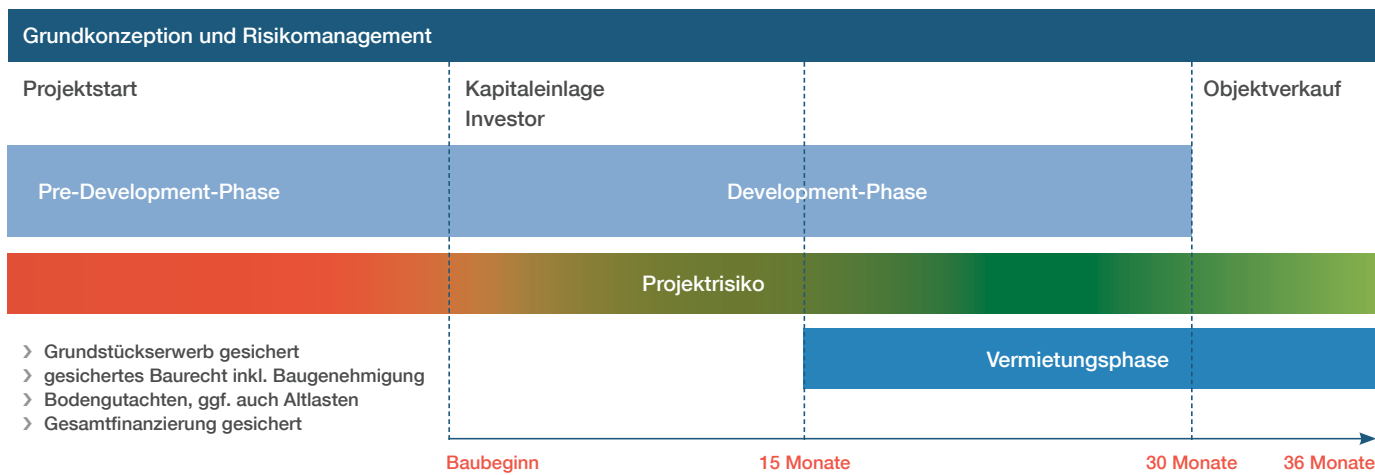 Grundkonzeption und Risikomanagement
Projektstart
Kapitaleinlage
Investor
Objektverkauf
Pre-Development-Phase
Development-Phase
Projektrisiko
Vermietungsphase
› Grundstückserwerb gesichert
› gesichertes Baurecht inkl. Baugenehmigung
› Bodengutachten, ggf. auch Altlasten
› Gesamtfinanzierung gesichert
Baubeginn
15 Monate
30 Monate
36 Monate